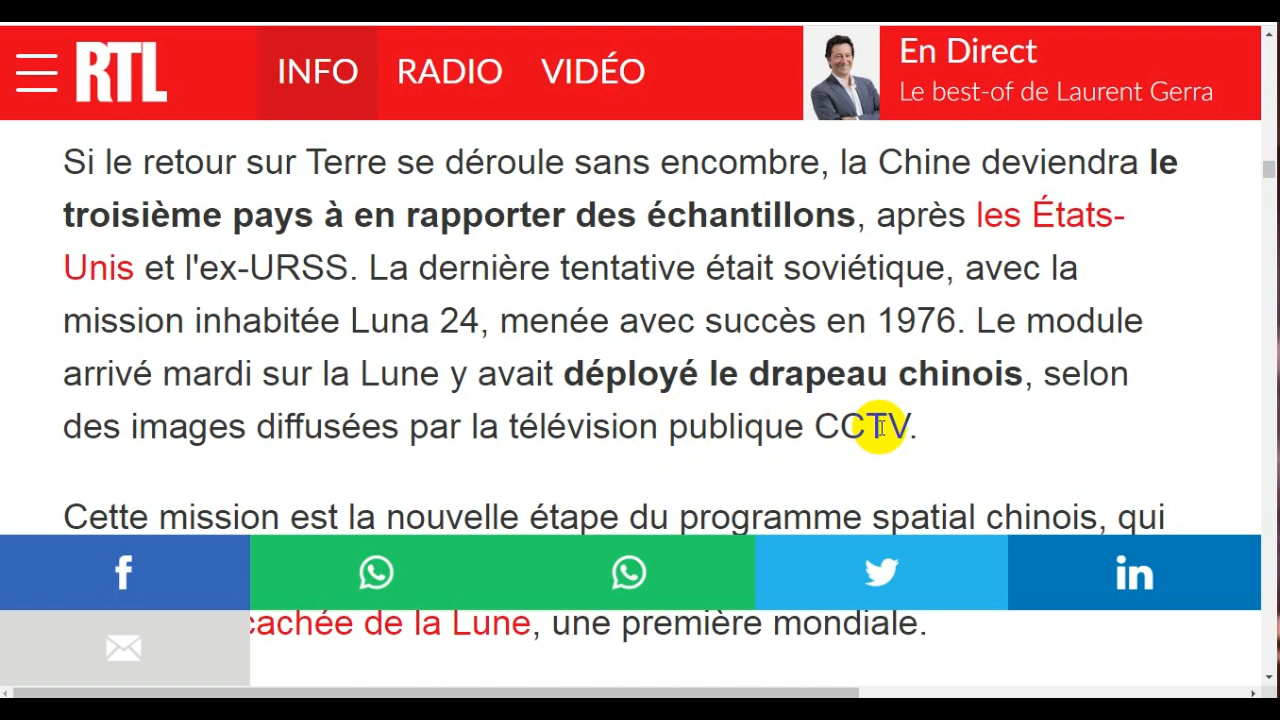 RTL
INFO
RADIO
VIDÉO
En Direct
Le best-of de Laurent Gerra
Si le retour sur Terre se déroule sans encombre, la Chine deviendra le
troisième pays à en rapporter des échantillons, après les États-
Unis et l'ex-URSS. La dernière tentative était soviétique, avec la
mission inhabitée Luna 24, menée avec succès en 1976. Le module
arrivé mardi sur la Lune y avait déployé le drapeau chinois, selon
des images diffusées par la télévision publique CCTV.
Cette mission est la nouvelle étape du programme spatial chinois, qui
f
in
cachée de la Lune, une première mondiale.